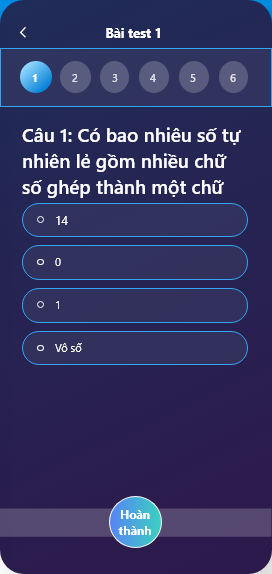 Bài test 1
1 2 3 4 5 6
Câu 1: Có bao nhiêu số tự
nhiên lẻ gồm nhiều chữ
số ghép thành một chữ
14
0
1
Vô số
Hoàn
thành